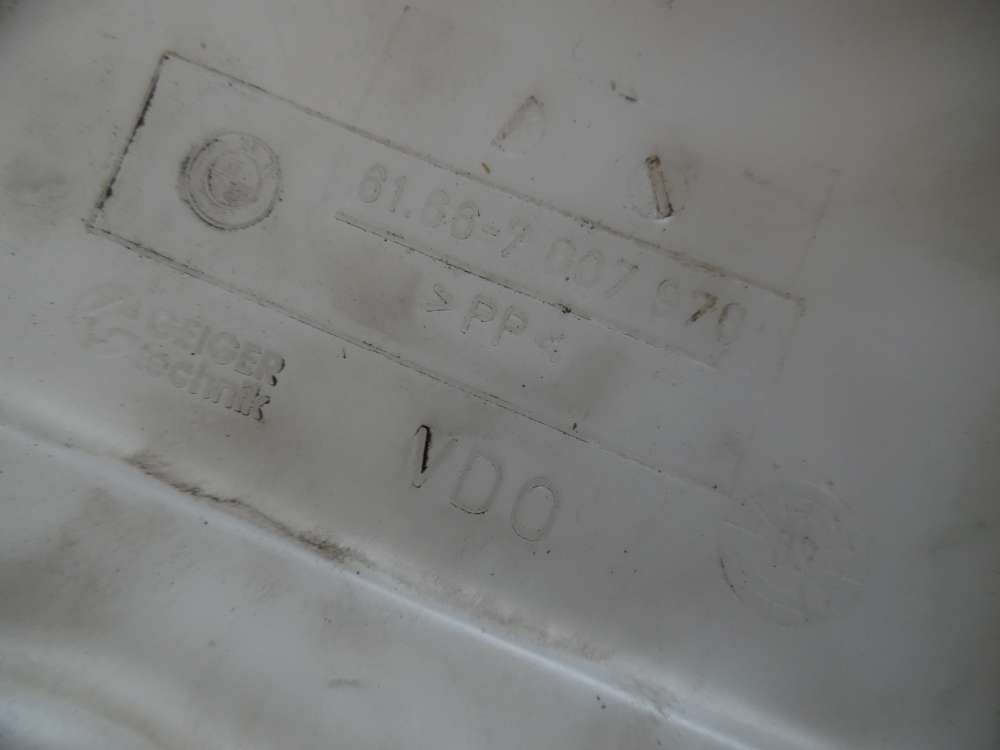 61.66-7 007 970
>PP<
GEIGER
technik
VDO